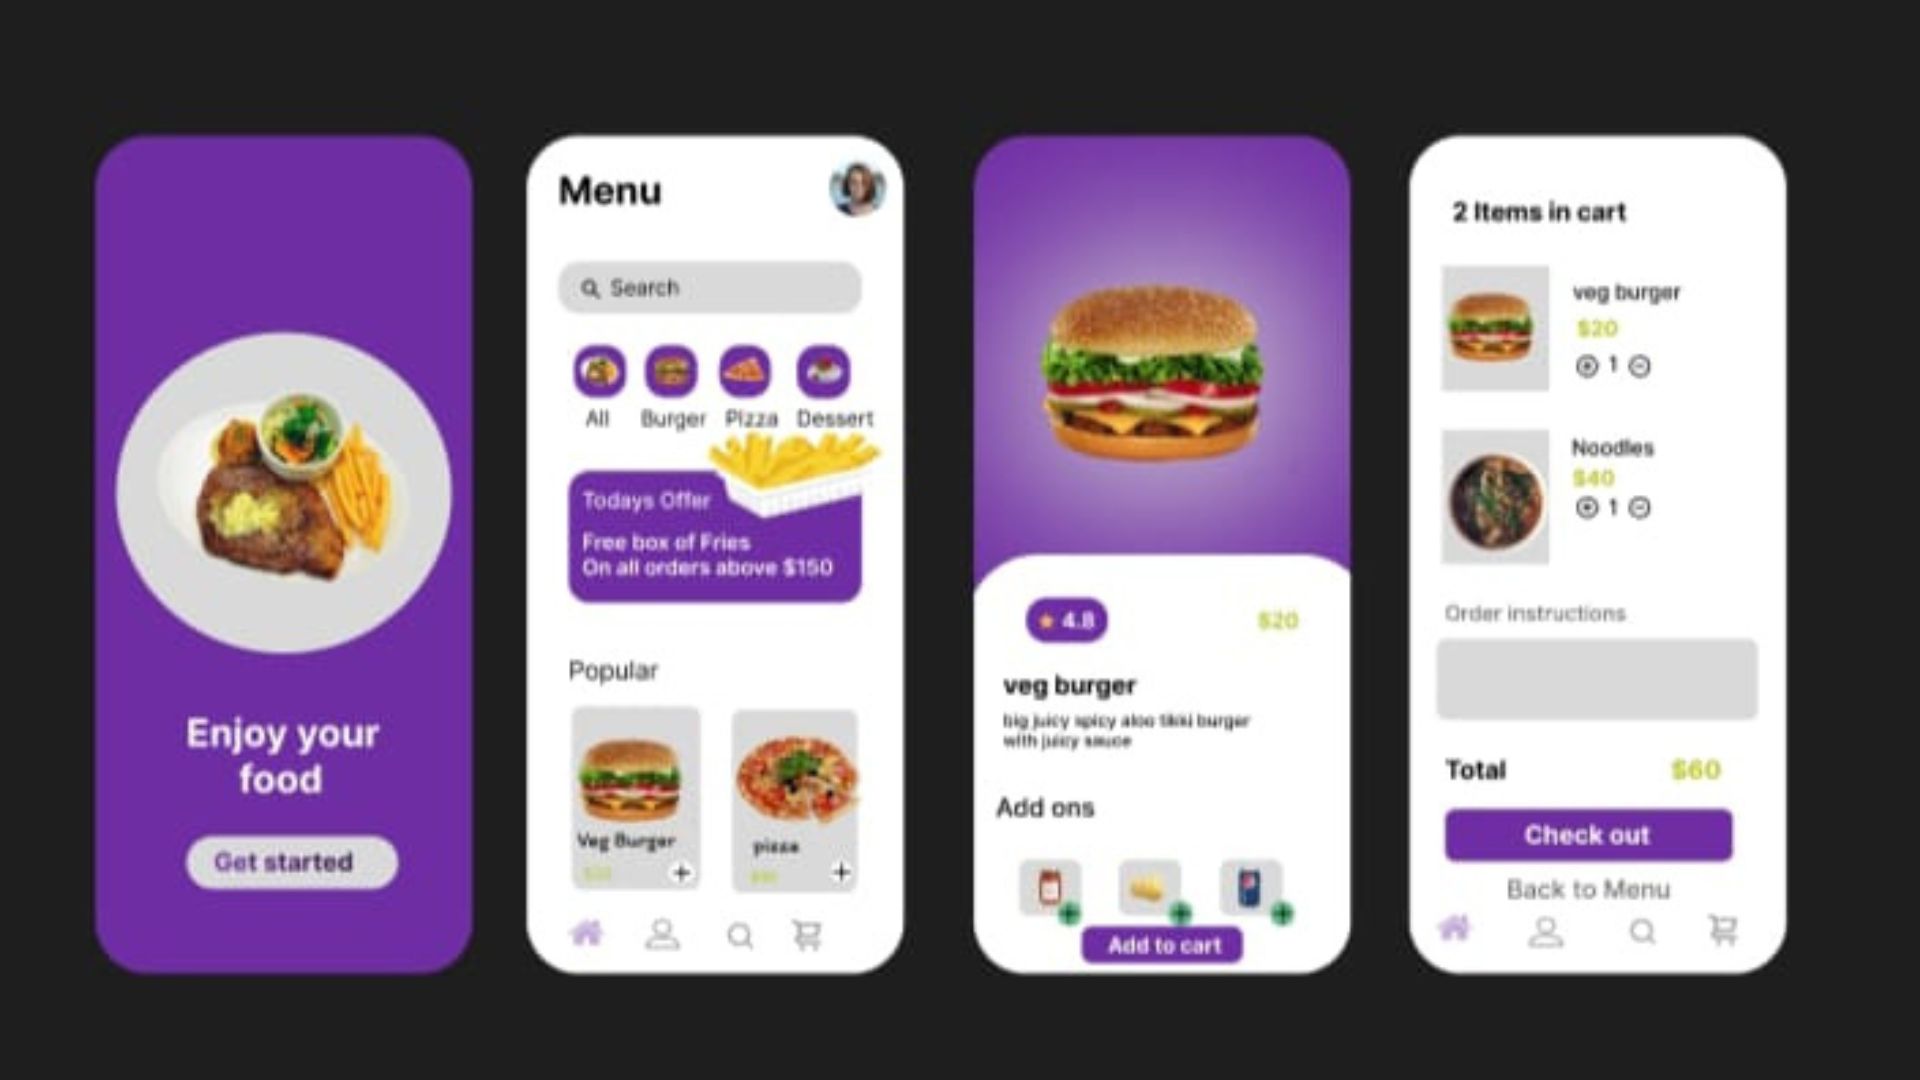 Enjoy your
food
Get started
Menu
Search
All
Burger
Pizza
Dessert
Todays Offer
Free box of Fries
On all orders above $150
Popular
Veg Burger
pizza
4.8
$20
veg burger
big juicy spicy aloo tikki burger
with juicy sauce
Add ons
Add to cart
2 Items in cart
veg burger
$20
1
Noodles
$40
1
Order instructions
Total
$60
Check out
Back to Menu